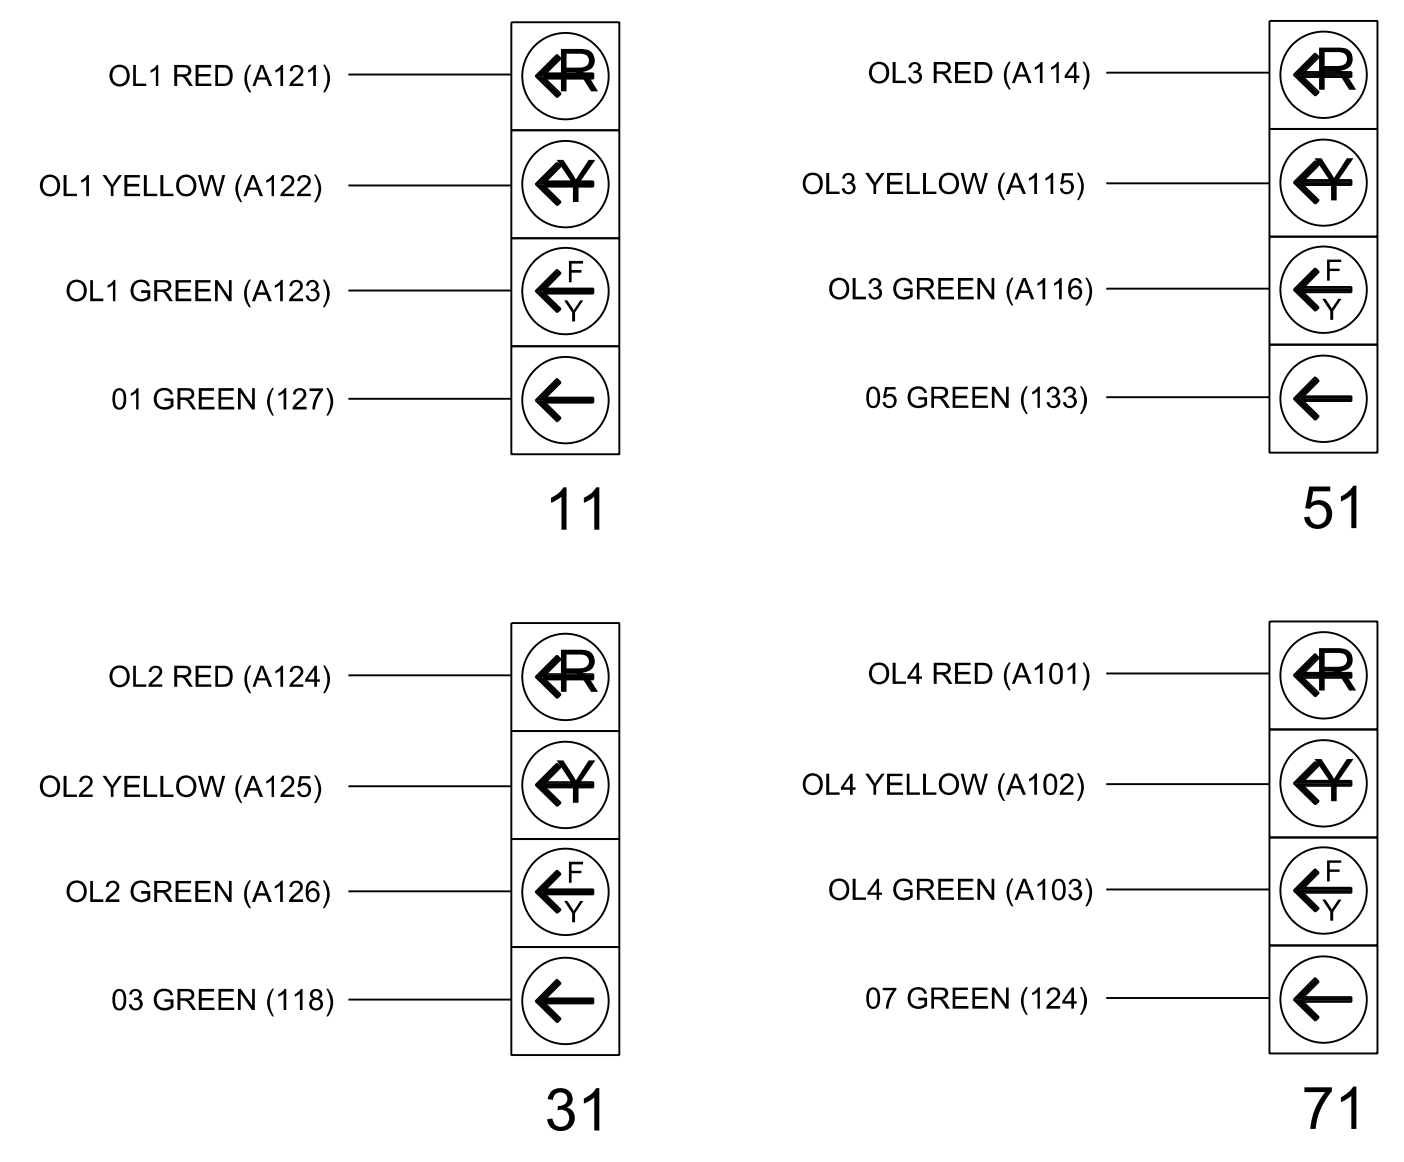 OL1 RED (A121)
R
OL1 YELLOW (A122)
Y
OL1 GREEN (A123)
F
Y
01 GREEN (127)
11
OL3 RED (A114)
R
OL3 YELLOW (A115)
Y
OL3 GREEN (A116)
F
Y
05 GREEN (133)
51
OL2 RED (A124)
R
OL2 YELLOW (A125)
Y
OL2 GREEN (A126)
F
Y
03 GREEN (118)
31
OL4 RED (A101)
R
OL4 YELLOW (A102)
Y
OL4 GREEN (A103)
F
Y
07 GREEN (124)
71